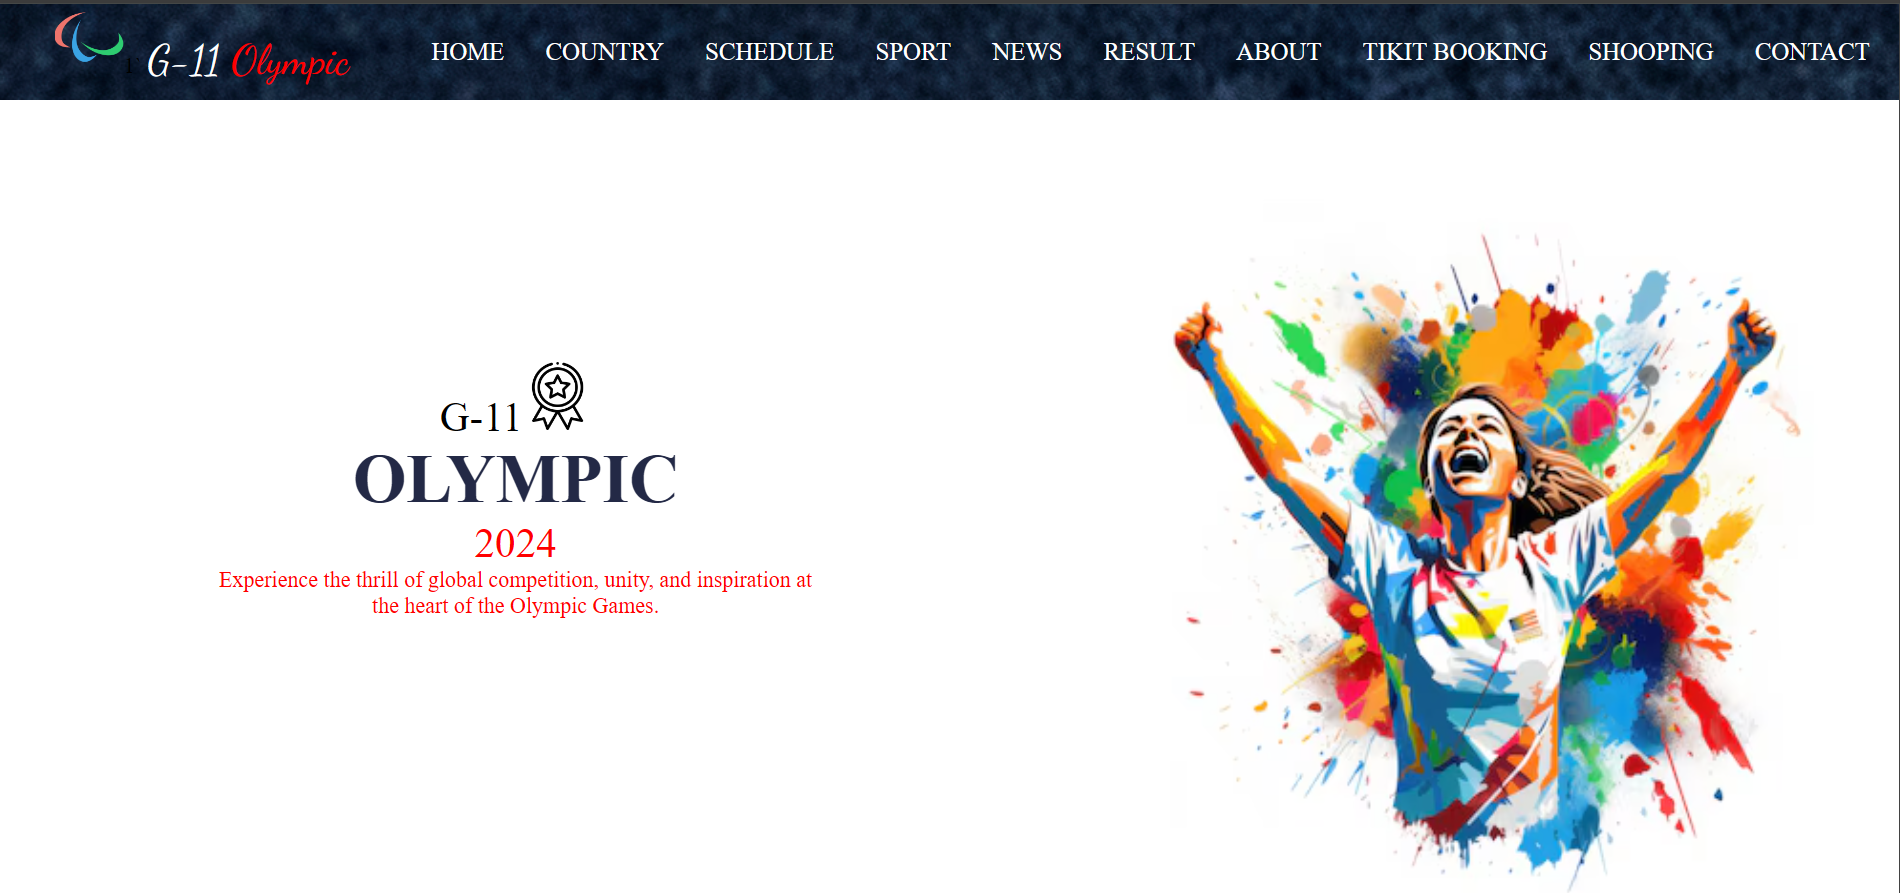 1 G-11 Olympic HOME COUNTRY SCHEDULE SPORT NEWS RESULT ABOUT TIKIT BOOKING SHOOPING CONTACT
G-11
OLYMPIC
2024
Experience the thrill of global competition, unity, and inspiration at
the heart of the Olympic Games.